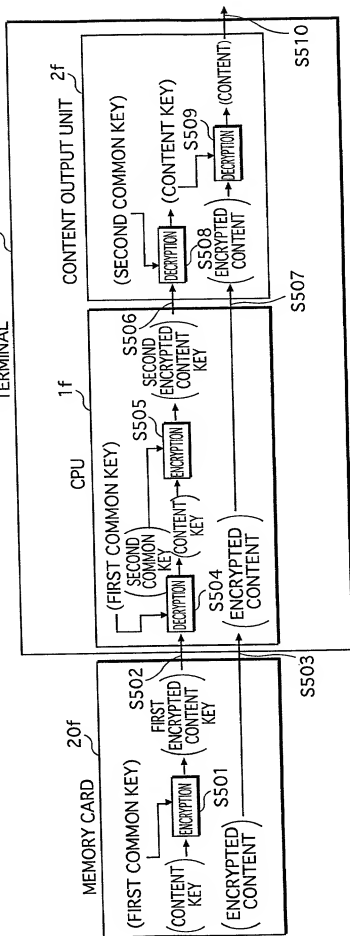 TERMINAL
MEMORY CARD
20f
(FIRST COMMON KEY)
(CONTENT
KEY)
ENCRYPTION
S501
(FIRST
ENCRYPTED
CONTENT
KEY)
(ENCRYPTED
CONTENT)
S502
S503
CPU
1f
(FIRST COMMON KEY)
(SECOND
COMMON
KEY)
DECRYPTION
S504
(CONTENT
KEY)
ENCRYPTION
S505
(SECOND
ENCRYPTED
CONTENT
KEY)
(ENCRYPTED
CONTENT)
S506
S507
CONTENT OUTPUT UNIT
2f
(SECOND COMMON KEY)
DECRYPTION
S508
(CONTENT KEY)
(ENCRYPTED
CONTENT)
DECRYPTION
S509
(CONTENT)
S510